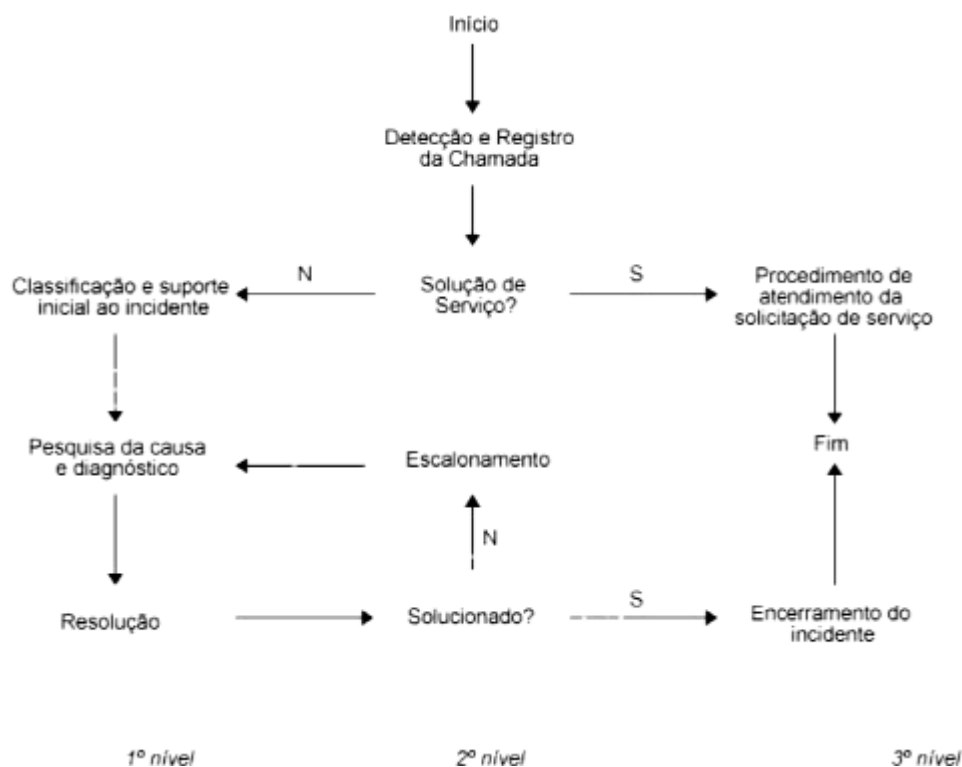 Início
Detecção e Registro
da Chamada
N
S
Classificação e suporte
inicial ao incidente
Solução de
Serviço?
Procedimento de
atendimento da
solicitação de serviço
Pesquisa da causa
e diagnóstico
Escalonamento
Fim
N
Resolução
Solucionado?
S
Encerramento do
incidente
1º nível
2º nível
3º nível